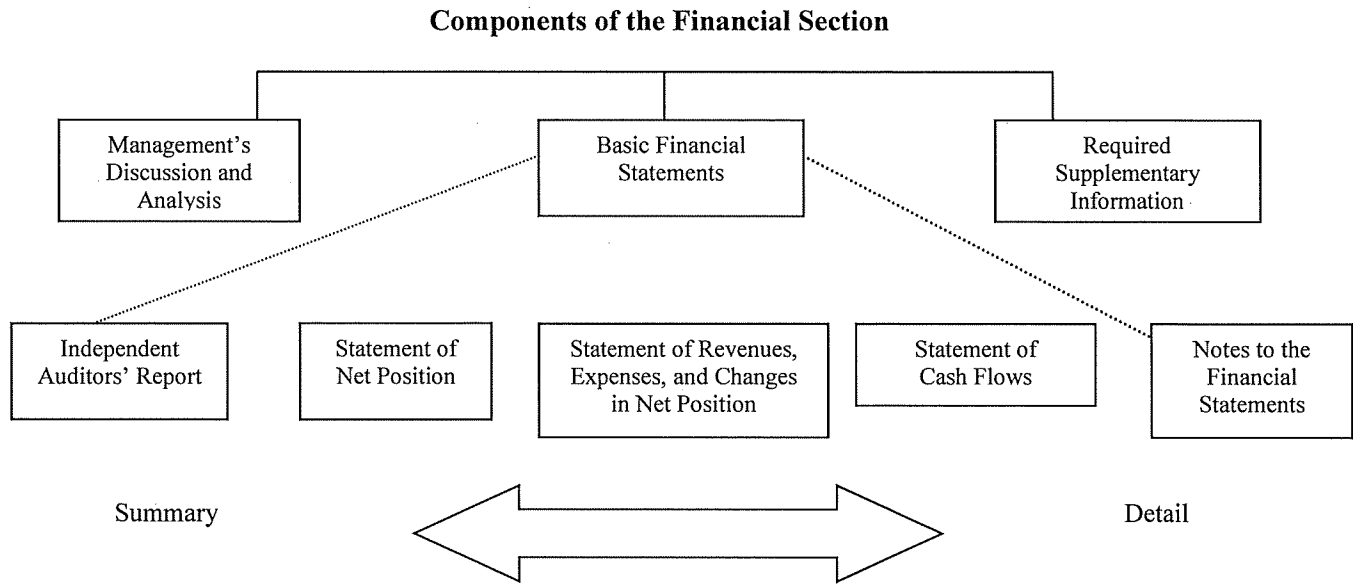 Components of the Financial Section
Management's
Discussion and
Analysis
Basic Financial
Statements
Required
Supplementary
Information
Independent
Auditors' Report
Statement of
Net Position
Statement of Revenues,
Expenses, and Changes
in Net Position
Statement of
Cash Flows
Notes to the
Financial
Statements
Summary
Detail